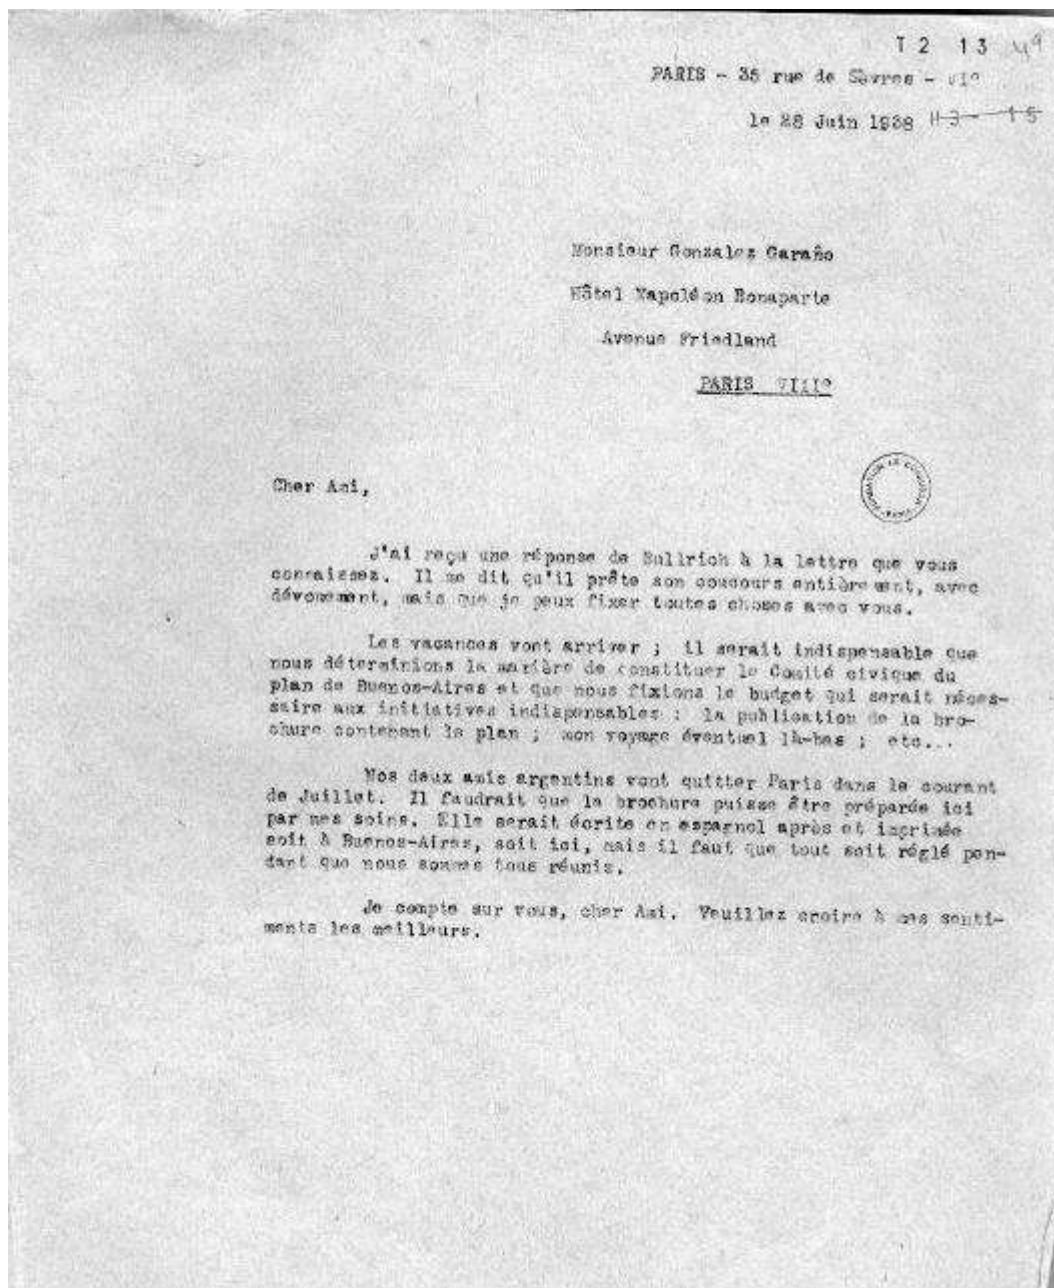 T 2 13
PARIS - 35 rue de Sèvres - VI°
le 28 Juin 1938 H3- 15
Monsieur Gonzalez Garaño
Hôtel Napoléon Bonaparte
Avenue Friedland
PARIS VIII°
FONDATION LE CORBUSIER PARIS
Cher Ami,
J'ai reçu une réponse de Bullrich à la lettre que vous
connaissez. Il me dit qu'il prête son concours entièrement, avec
dévouement, mais que je peux fixer toutes choses avec vous.
Les vacances vont arriver ; il serait indispensable que
nous déterminions la manière de constituer le Comité civique du
plan de Buenos-Aires et que nous fixions le budget qui serait néces-
saire aux initiatives indispensables : la publication de la bro-
chure contenant le plan ; mon voyage éventuel là-bas ; etc...
Nos deux amis argentins vont quitter Paris dans le courant
de Juillet. Il faudrait que la brochure puisse être préparée ici
par mes soins. Elle serait écrite en espagnol après et imprimée
soit à Buenos-Aires, soit ici, mais il faut que tout soit réglé pen-
dant que nous sommes tous réunis.
Je compte sur vous, cher Ami. Veuillez croire à mes senti-
ments les meilleurs.